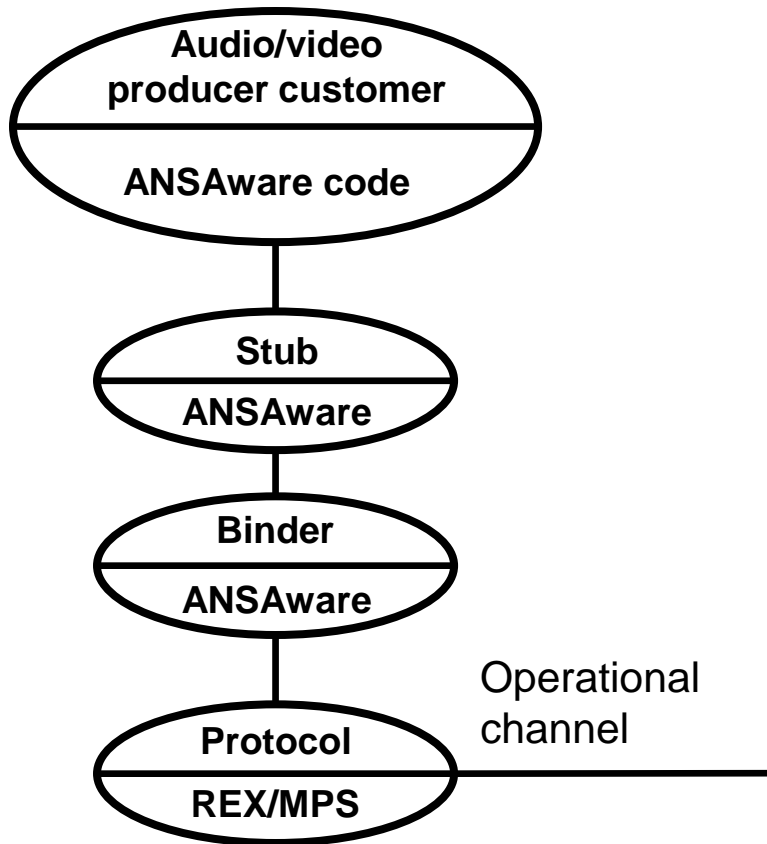 Audio/video
producer customer
ANSAware code
Stub
ANSAware
Binder
ANSAware
Operational
channel
Protocol
REX/MPS